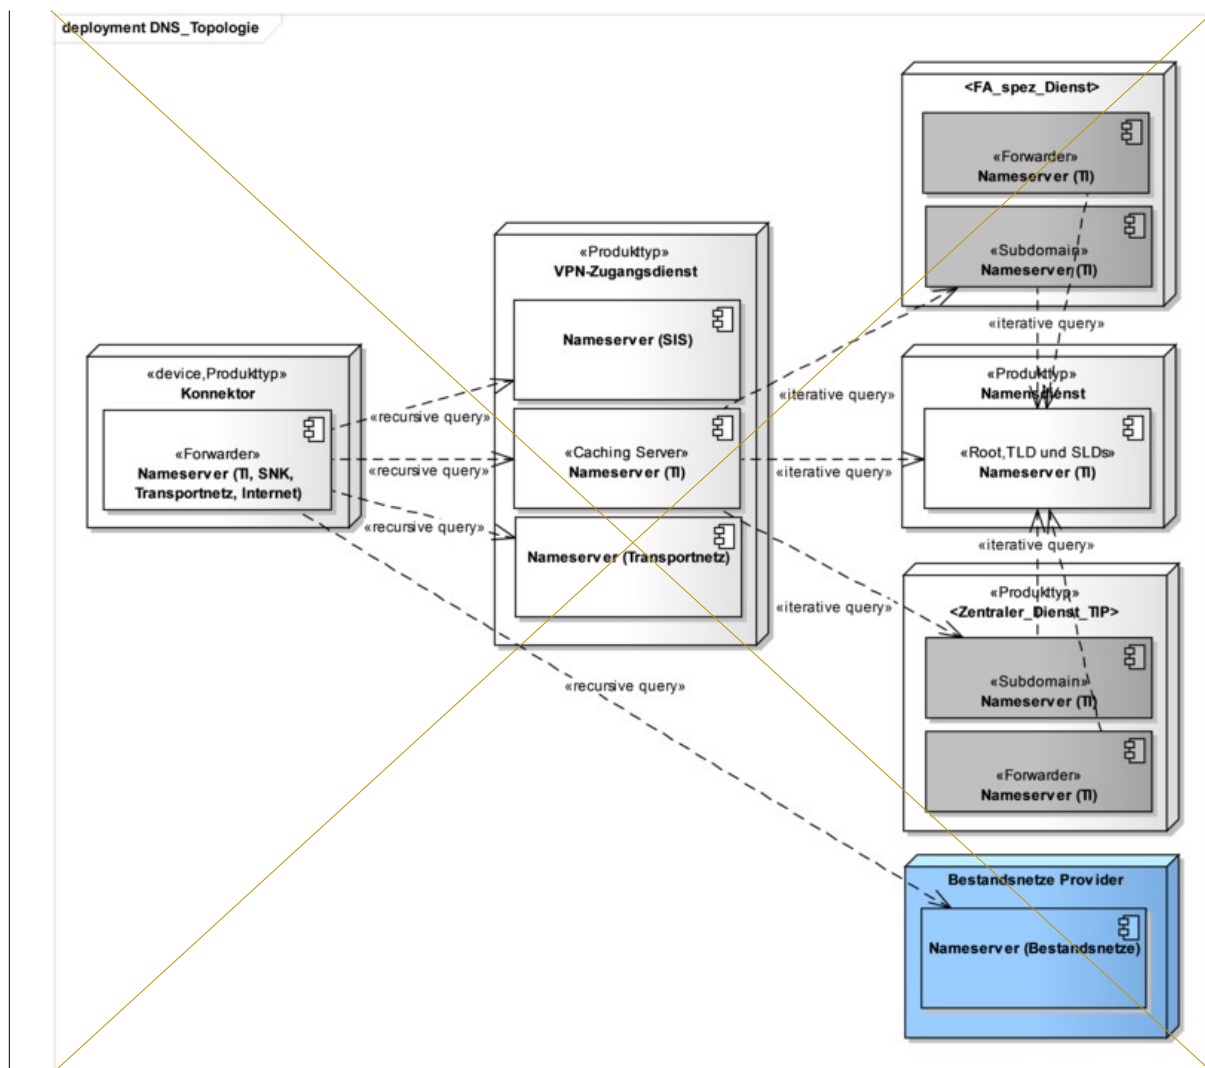 deployment DNS_Topologie
<FA_spez_Dienst>
«Forwarder»
Nameserver (TI)
«Subdomain»
Nameserver (TI)
«iterative query»
«Produkttyp»
VPN-Zugangsdienst
Nameserver (SIS)
«Caching Server»
Nameserver (TI)
Nameserver (Transportnetz)
«device,Produkttyp»
Konnektor
«Forwarder»
Nameserver (TI, SNK,
Transportnetz, Internet)
«recursive query»
«recursive query»
«recursive query»
«recursive query»
«iterative query»
«iterative query»
«iterative query»
«Produkttyp»
Namensdienst
«Root,TLD und SLDs»
Nameserver (TI)
«iterative query»
«Produkttyp»
<Zentraler_Dienst_TIP>
«Subdomain»
Nameserver (TI)
«Forwarder»
Nameserver (TI)
Bestandsnetze Provider
Nameserver (Bestandsnetze)